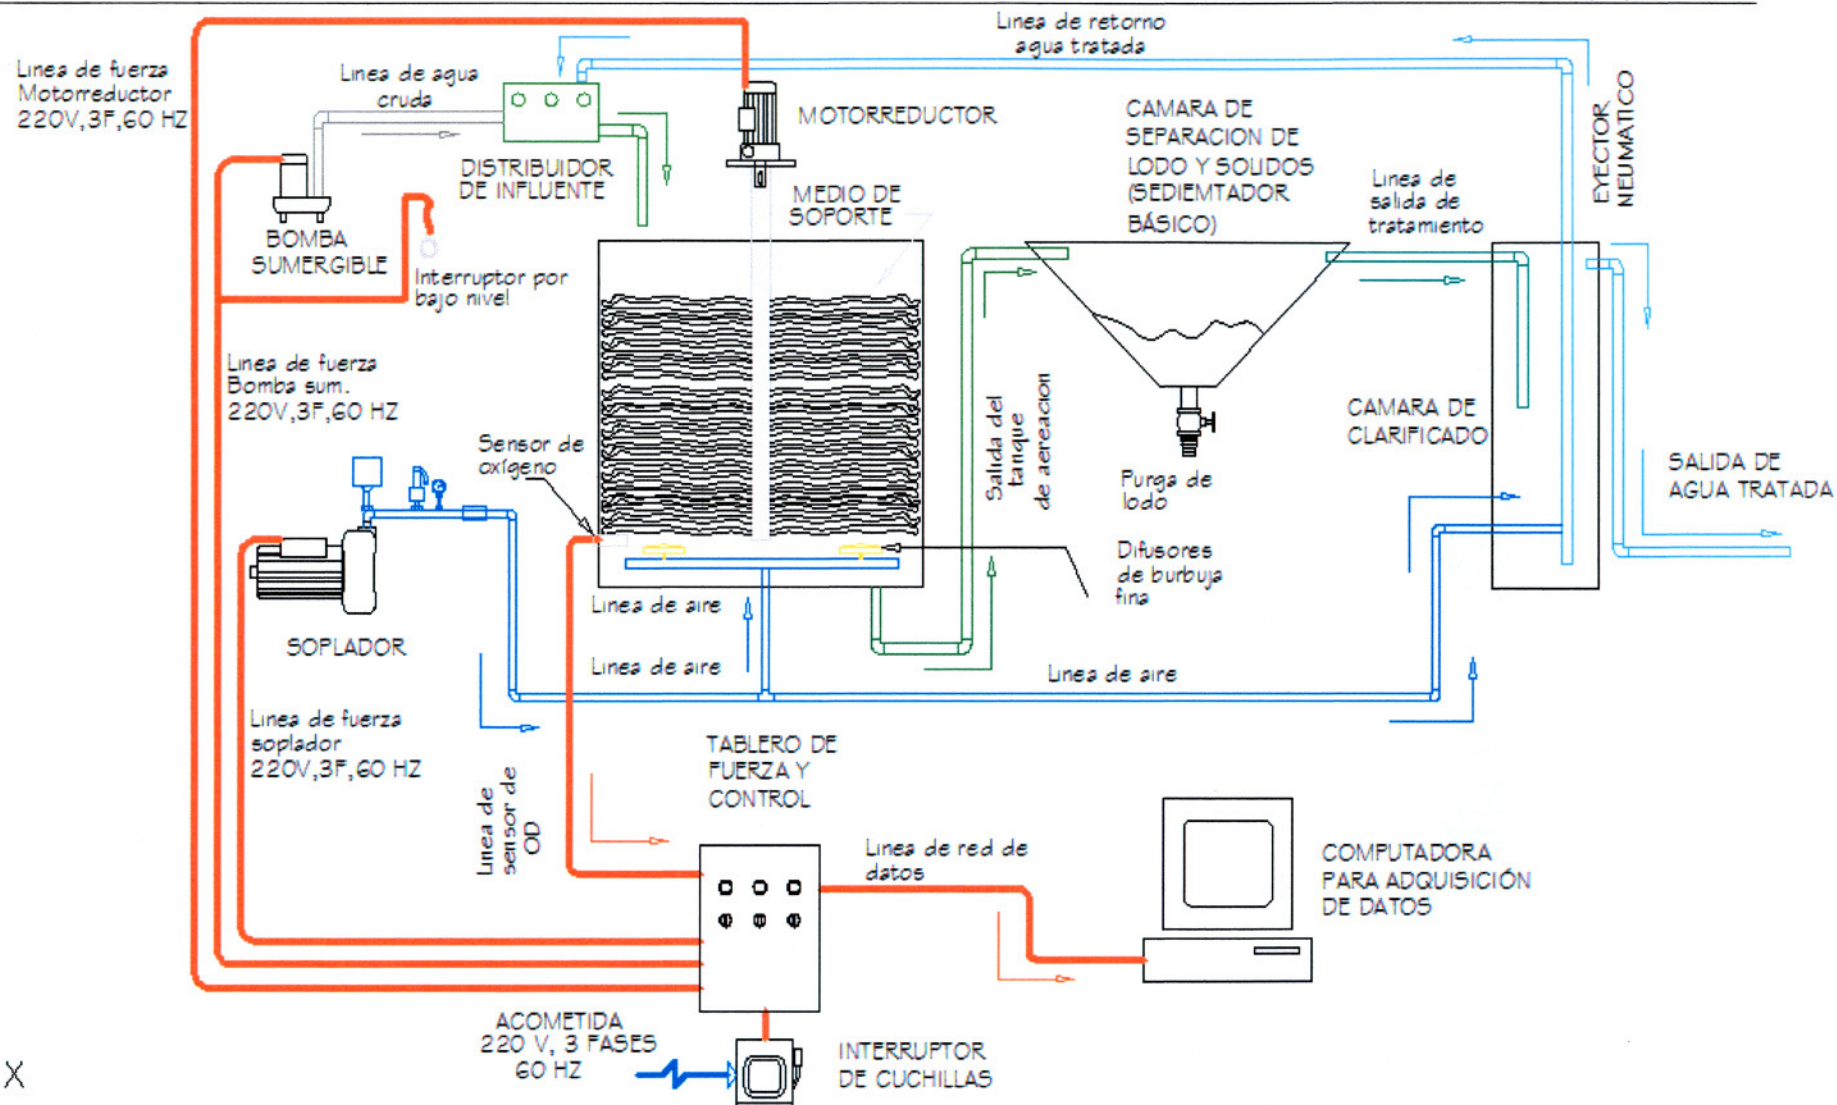 Linea de retorno
agua tratada
Linea de fuerza
Motorreductor
220V,3F,60 HZ
Linea de agua
cruda
MOTORREDUCTOR
CAMARA DE
SEPARACION DE
LODO Y SOLIDOS
(SEDIEMTADOR
BÁSICO)
EYECTOR
NEUMATICO
DISTRIBUIDOR
DE INFLUENTE
MEDIO DE
SOPORTE
Linea de
salida de
tratamiento
BOMBA
SUMERGIBLE
Interruptor por
bajo nivel
Linea de fuerza
Bomba sum.
220V,3F,60 HZ
Sensor de
oxígeno
Salida del
tanque
de aereacion
CAMARA DE
CLARIFICADO
Purga de
lodo
SALIDA DE
AGUA TRATADA
Difusores
de burbuja
fina
Linea de aire
SOPLADOR
Linea de aire
Linea de aire
Linea de fuerza
soplador
220V,3F,60 HZ
Linea de
sensor de
OD
TABLERO DE
FUERZA Y
CONTROL
Linea de red de
datos
COMPUTADORA
PARA ADQUISICIÓN
DE DATOS
ACOMETIDA
220 V, 3 FASES
60 HZ
INTERRUPTOR
DE CUCHILLAS
X